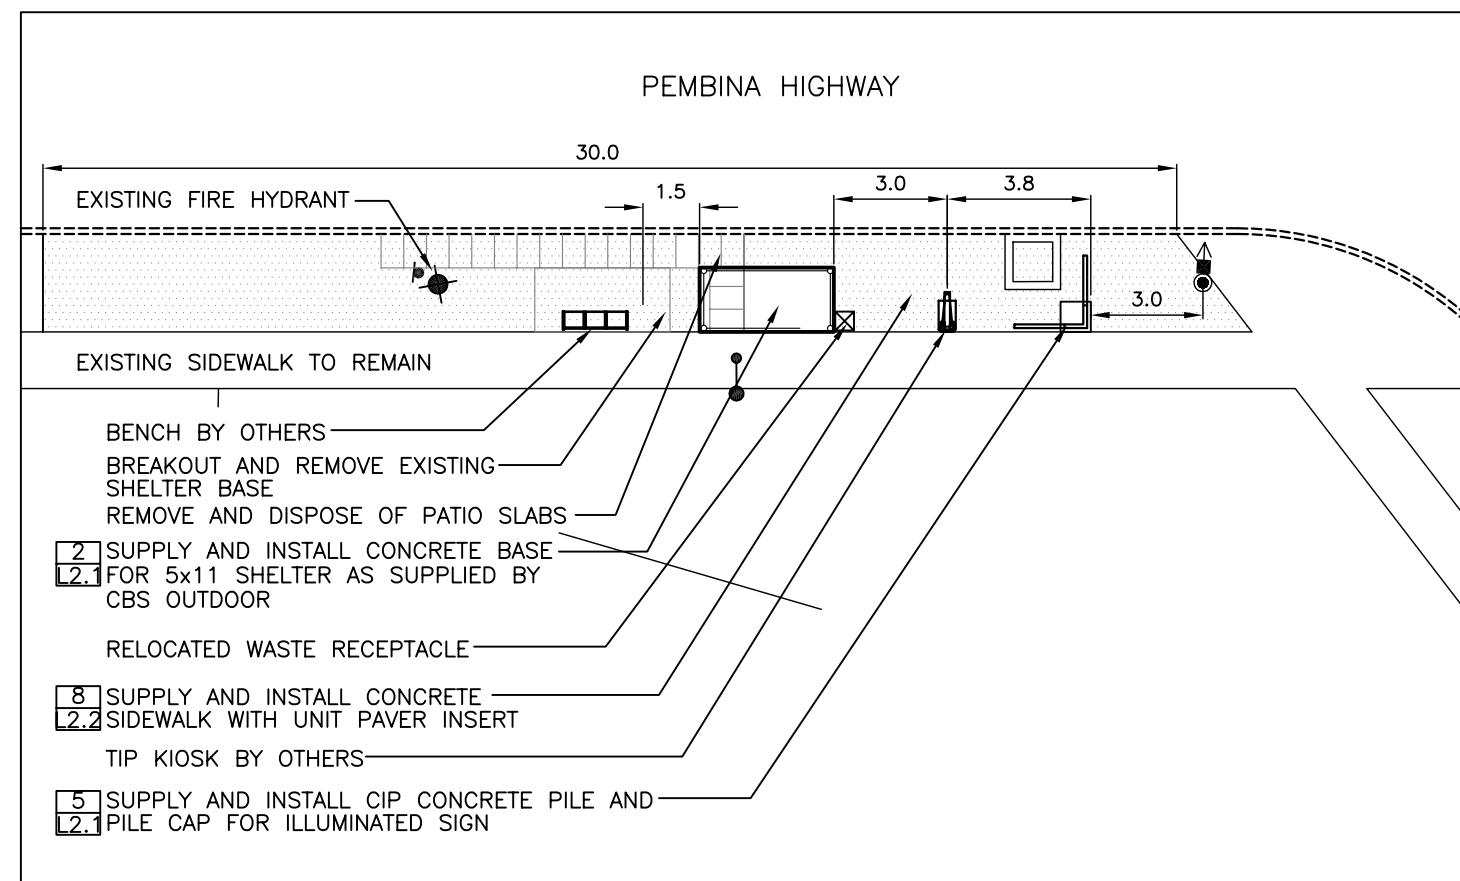 PEMBINA HIGHWAY
30.0
1.5
3.0
3.8
EXISTING FIRE HYDRANT
3.0
EXISTING SIDEWALK TO REMAIN
BENCH BY OTHERS
BREAKOUT AND REMOVE EXISTING
SHELTER BASE
REMOVE AND DISPOSE OF PATIO SLABS
2 SUPPLY AND INSTALL CONCRETE BASE
L2.1 FOR 5x11 SHELTER AS SUPPLIED BY
CBS OUTDOOR
RELOCATED WASTE RECEPTACLE
8 SUPPLY AND INSTALL CONCRETE
L2.2 SIDEWALK WITH UNIT PAVER INSERT
TIP KIOSK BY OTHERS
5 SUPPLY AND INSTALL CIP CONCRETE PILE AND
L2.1 PILE CAP FOR ILLUMINATED SIGN